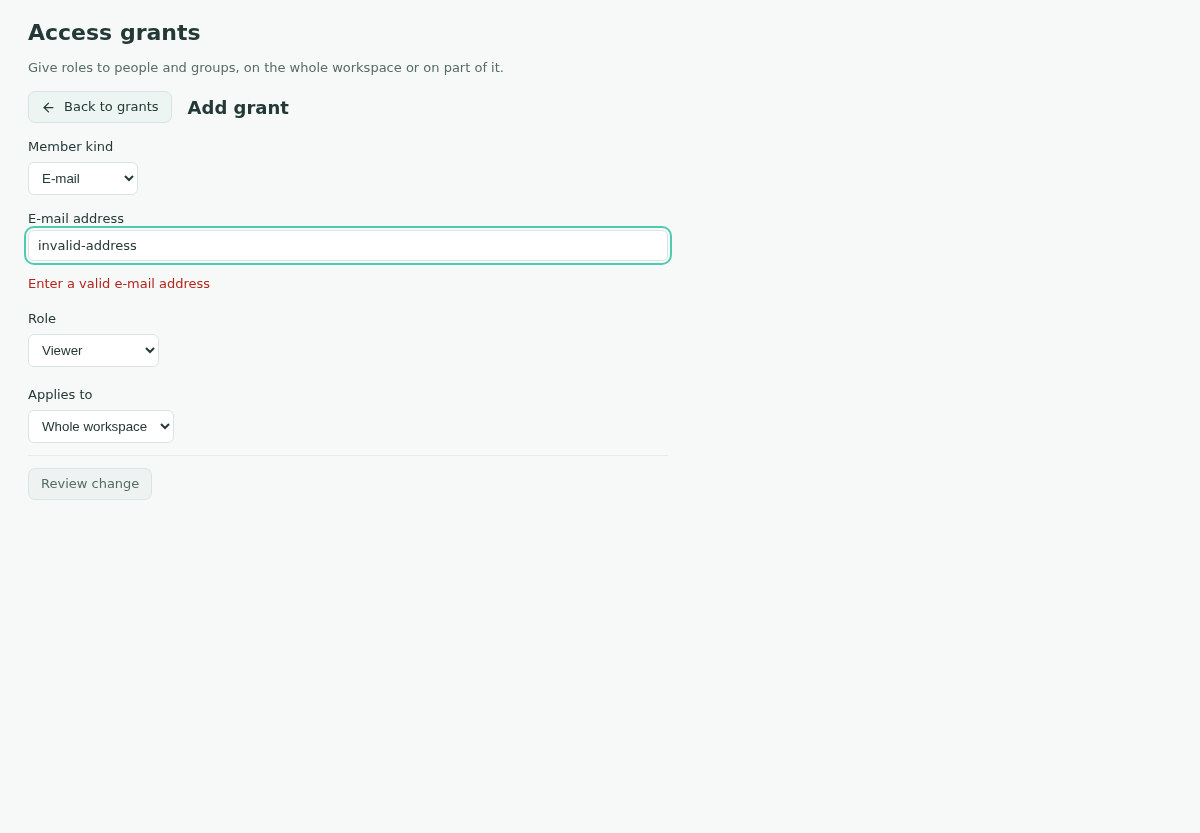 Access grants
Give roles to people and groups, on the whole workspace or on part of it.
Back to grants
Add grant
Member kind
E-mail
E-mail address
invalid-address
Enter a valid e-mail address
Role
Viewer
Applies to
Whole workspace
Review change